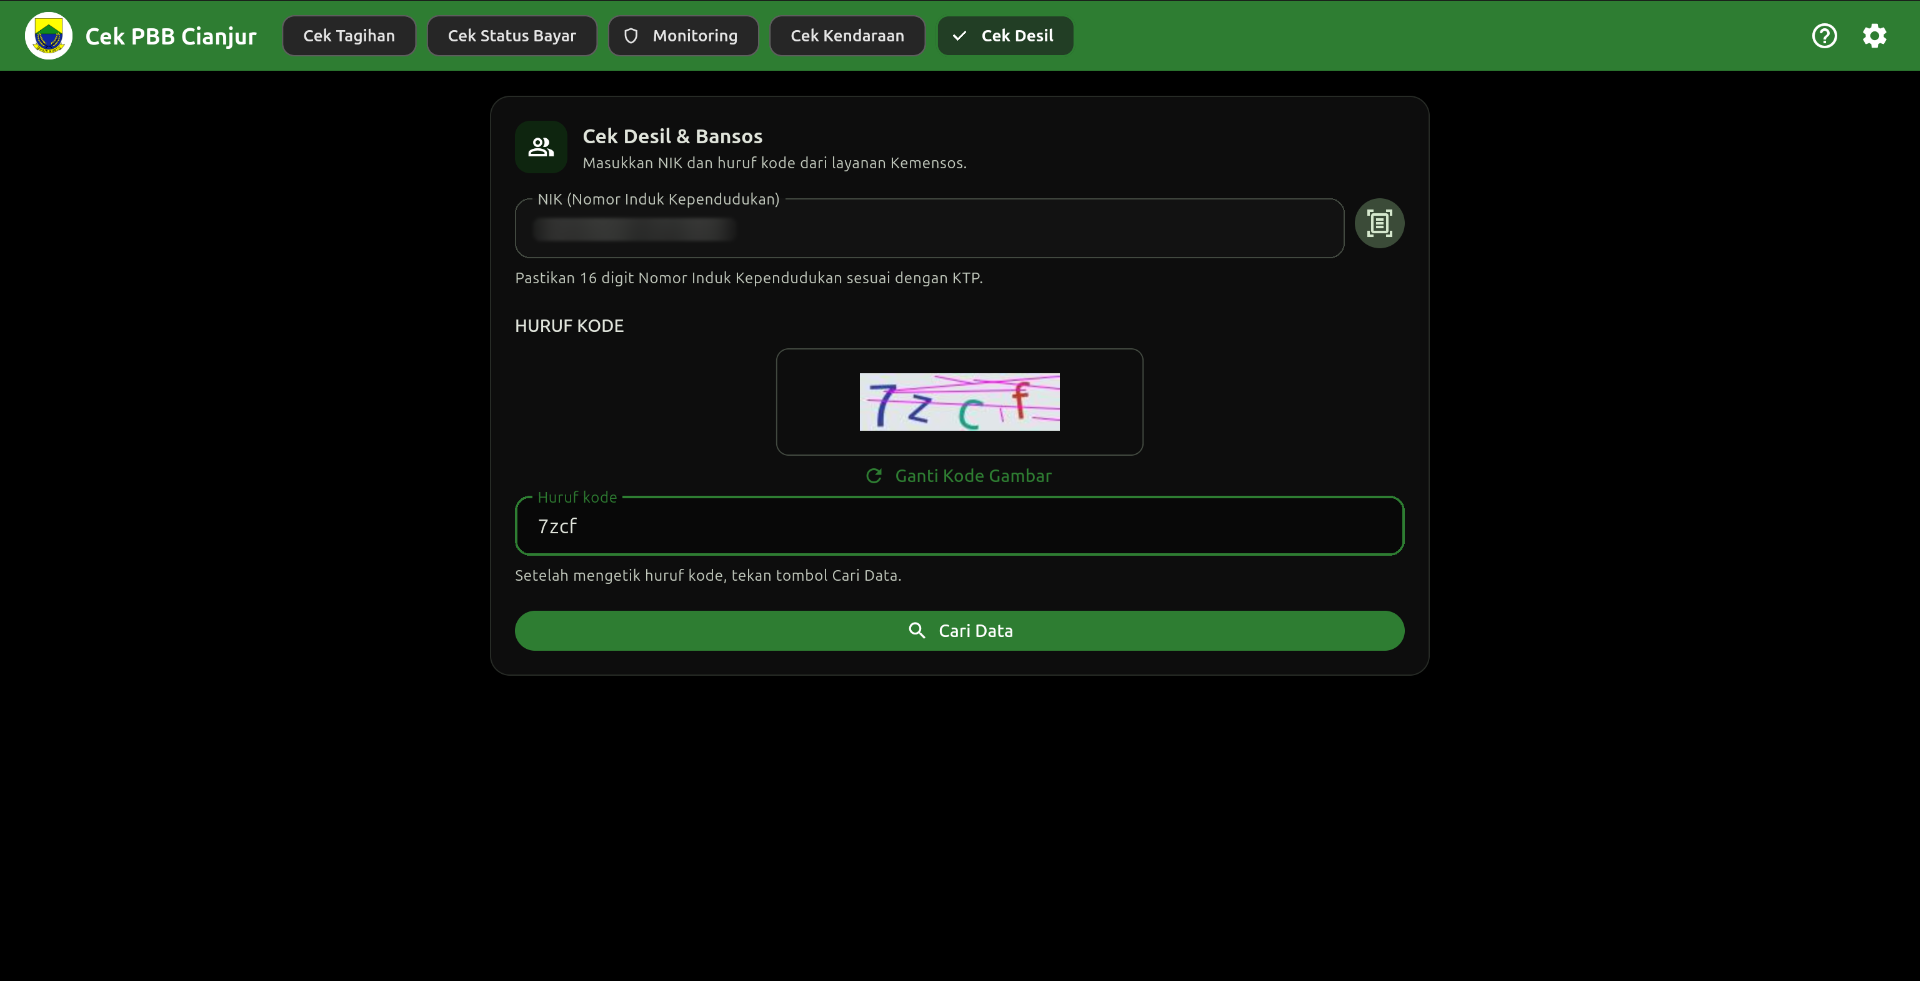 Cek PBB Cianjur
Cek Tagihan
Cek Status Bayar
Monitoring
Cek Kendaraan
Cek Desil
Cek Desil & Bansos
Masukkan NIK dan huruf kode dari layanan Kemensos.
NIK (Nomor Induk Kependudukan)
Pastikan 16 digit Nomor Induk Kependudukan sesuai dengan KTP.
HURUF KODE
7zcf
Ganti Kode Gambar
Huruf kode
7zcf
Setelah mengetik huruf kode, tekan tombol Cari Data.
Cari Data